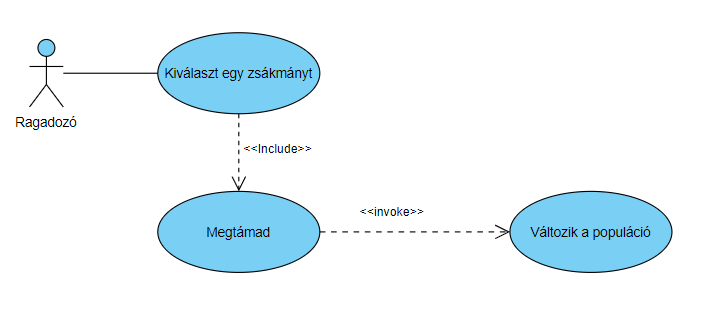 Kiválaszt egy zsákmányt
Ragadozó
<<Include>>
Megtámad
<<invoke>>
Változik a populáció